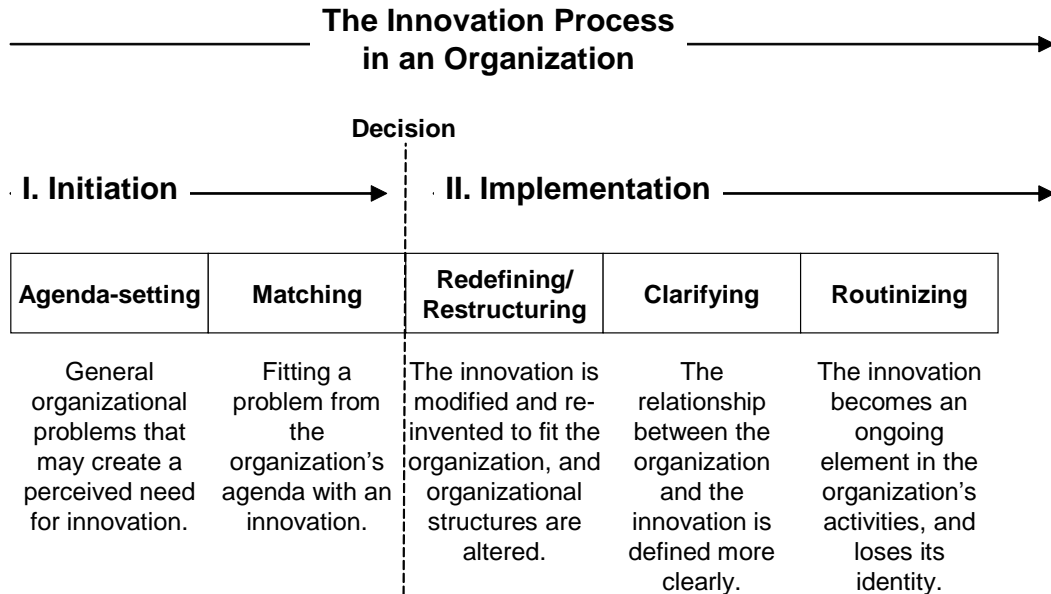 The Innovation Process
in an Organization
Decision
I. Initiation
II. Implementation
Agenda-setting
Matching
Redefining/
Restructuring
Clarifying
Routinizing
General
organizational
problems that
may create a
perceived need
for innovation.
Fitting a
problem from
the
organization's
agenda with an
innovation.
The innovation is
modified and re-
invented to fit the
organization, and
organizational
structures are
altered.
The
relationship
between the
organization
and the
innovation is
defined more
clearly.
The innovation
becomes an
ongoing
element in the
organization's
activities, and
loses its
identity.